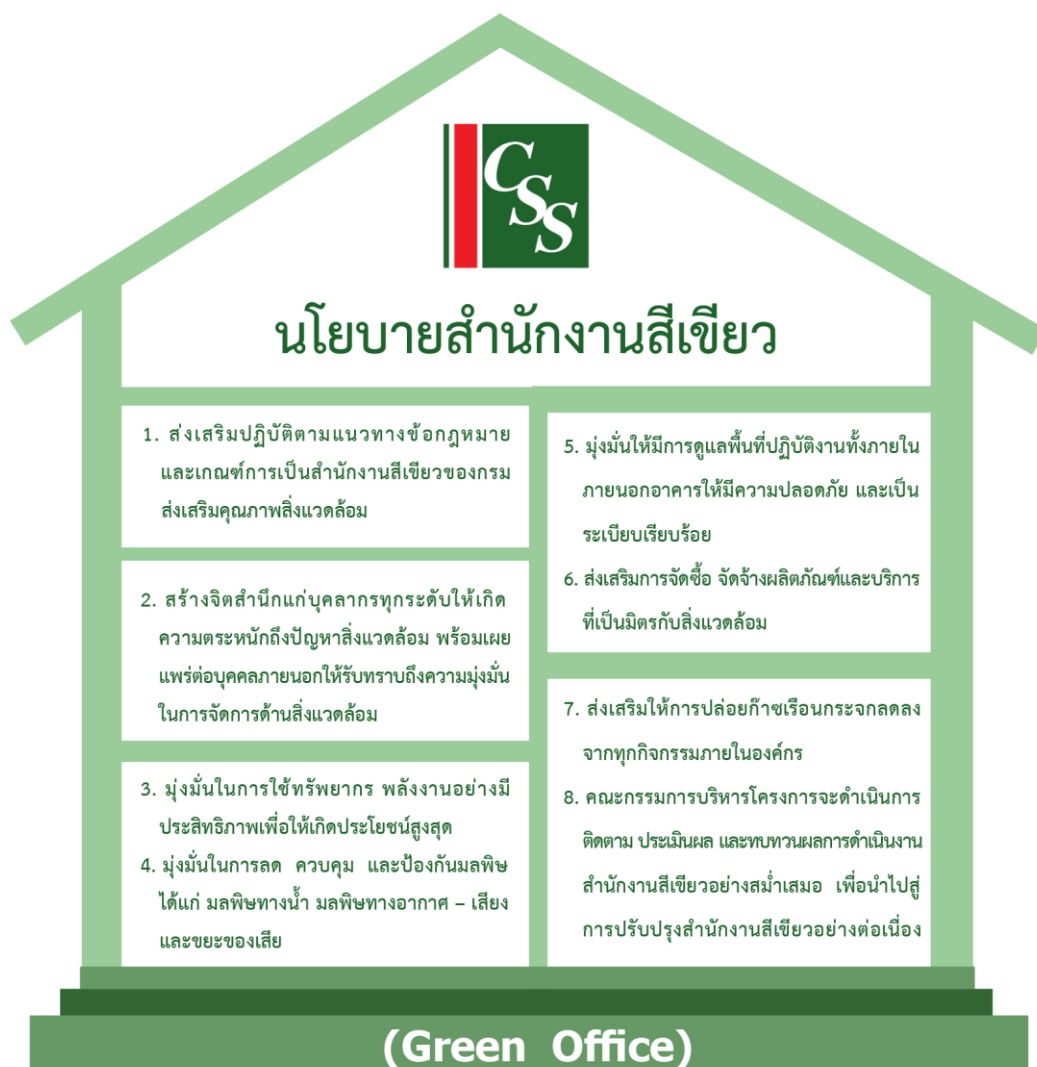 CSS
นโยบายสำนักงานสีเขียว
1. ส่งเสริมปฏิบัติตามแนวทางข้อกฎหมาย
และเกณฑ์การเป็นสำนักงานสีเขียวของกรม
ส่งเสริมคุณภาพสิ่งแวดล้อม
2. สร้างจิตสำนึกแก่บุคลากรทุกระดับให้เกิด
ความตระหนักถึงปัญหาสิ่งแวดล้อม พร้อมเผย
แพร่ต่อบุคคลภายนอกให้รับทราบถึงความมุ่งมั่น
ในการจัดการด้านสิ่งแวดล้อม
3. มุ่งมั่นในการใช้ทรัพยากร พลังงานอย่างมี
ประสิทธิภาพเพื่อให้เกิดประโยชน์สูงสุด
4. มุ่งมั่นในการลด ควบคุม และป้องกันมลพิษ
ได้แก่ มลพิษทางน้ำ มลพิษทางอากาศ – เสียง
และขยะของเสีย
5. มุ่งมั่นให้มีการดูแลพื้นที่ปฏิบัติงานทั้งภายใน
ภายนอกอาคารให้มีความปลอดภัย และเป็น
ระเบียบเรียบร้อย
6. ส่งเสริมการจัดซื้อ จัดจ้างผลิตภัณฑ์และบริการ
ที่เป็นมิตรกับสิ่งแวดล้อม
7. ส่งเสริมให้การปล่อยก๊าซเรือนกระจกลดลง
จากทุกกิจกรรมภายในองค์กร
8. คณะกรรมการบริหารโครงการจะดำเนินการ
ติดตาม ประเมินผล และทบทวนผลการดำเนินงาน
สำนักงานสีเขียวอย่างสม่ำเสมอ เพื่อนำไปสู่
การปรับปรุงสำนักงานสีเขียวอย่างต่อเนื่อง
(Green Office)